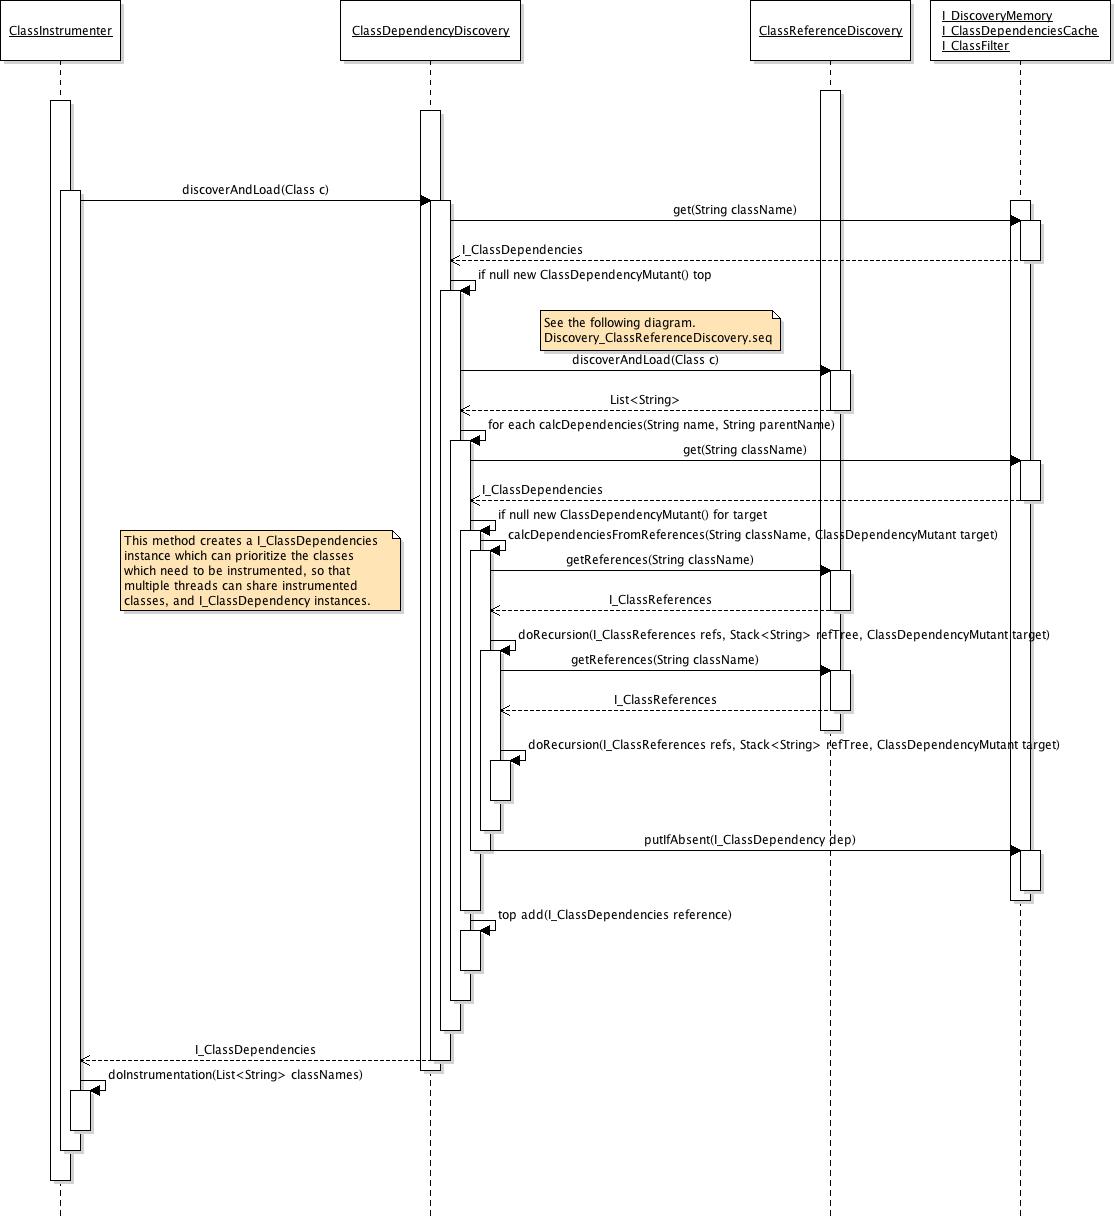 ClassInstrumenter
ClassDependencyDiscovery
ClassReferenceDiscovery
I_DiscoveryMemory
I_ClassDependenciesCache
I_ClassFilter
discoverAndLoad(Class c)
get(String className)
I_ClassDependencies
if null new ClassDependencyMutant() top
See the following diagram.
Discovery_ClassReferenceDiscovery.seq
discoverAndLoad(Class c)
List<String>
for each calcDependencies(String name, String parentName)
get(String className)
I_ClassDependencies
if null new ClassDependencyMutant() for target
calcDependenciesFromReferences(String className, ClassDependencyMutant target)
This method creates a I_ClassDependencies
instance which can prioritize the classes
which need to be instrumented, so that
multiple threads can share instrumented
classes, and I_ClassDependency instances.
getReferences(String className)
I_ClassReferences
doRecursion(I_ClassReferences refs, Stack<String> refTree, ClassDependencyMutant target)
getReferences(String className)
I_ClassReferences
doRecursion(I_ClassReferences refs, Stack<String> refTree, ClassDependencyMutant target)
putIfAbsent(I_ClassDependency dep)
top add(I_ClassDependencies reference)
I_ClassDependencies
doInstrumentation(List<String> classNames)